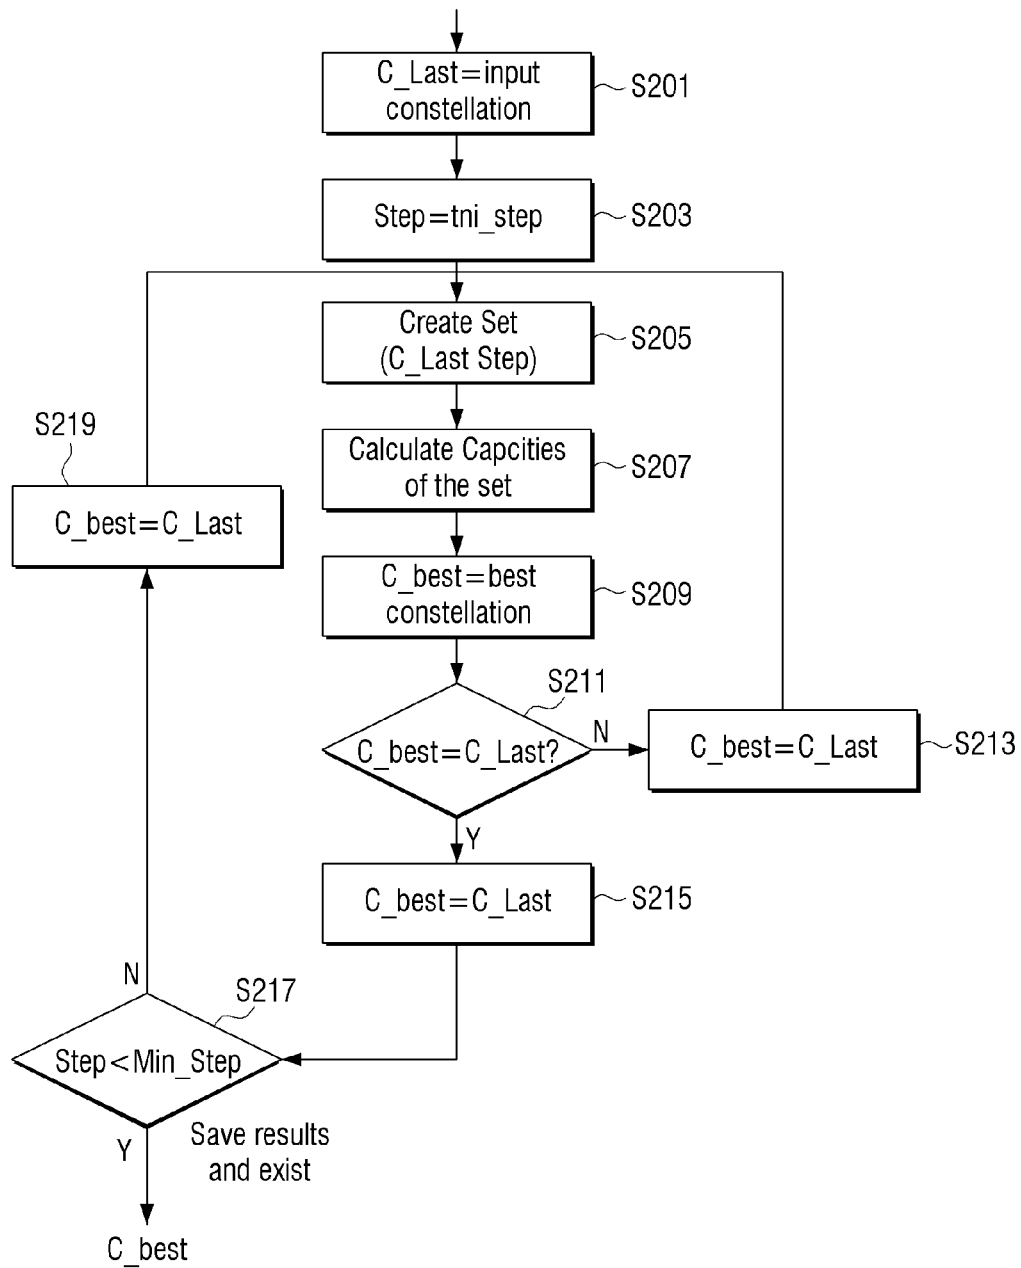 C_Last=input
constellation
S201
Step=tni_step
S203
Create Set
(C_Last Step)
S205
S219
Calculate Capcities
of the set
S207
C_best=C_Last
C_best=best
constellation
S209
S211
C_best=C_Last?
N
C_best=C_Last
S213
Y
C_best=C_Last
S215
N
S217
Step<Min_Step
Y
Save results
and exist
C_best